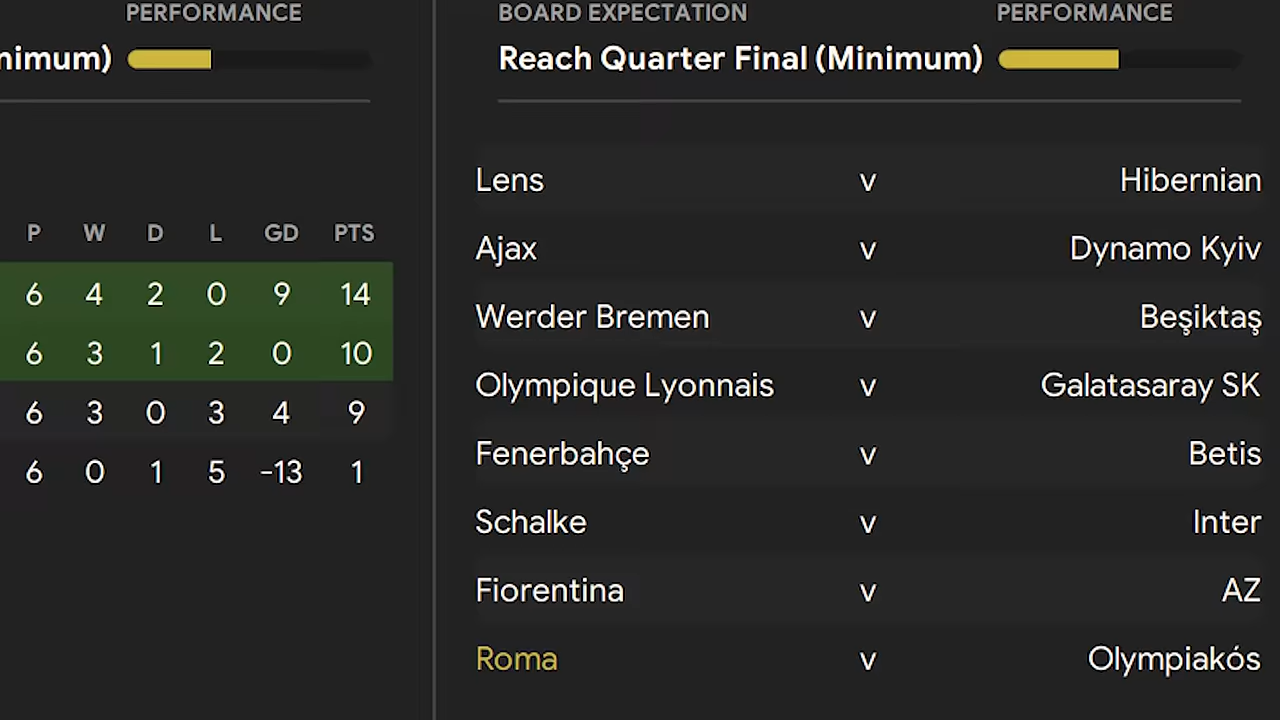 PERFORMANCE
nimum)
P W D L GD PTS
6 4 2 0 9 14
6 3 1 2 0 10
6 3 0 3 4 9
6 0 1 5 -13 1
BOARD EXPECTATION PERFORMANCE
Reach Quarter Final (Minimum)
Lens v Hibernian
Ajax v Dynamo Kyiv
Werder Bremen v Beşiktaş
Olympique Lyonnais v Galatasaray SK
Fenerbahçe v Betis
Schalke v Inter
Fiorentina v AZ
Roma v Olympiakós